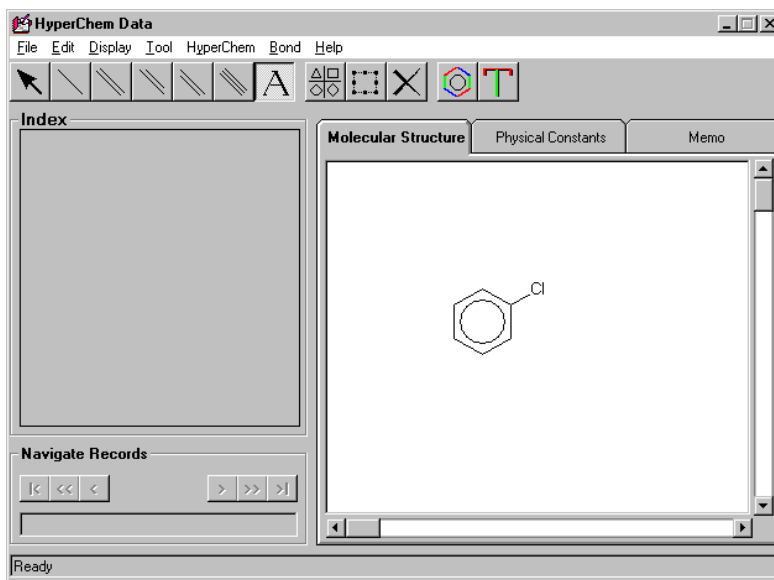 HyperChem Data
File Edit Display Tool HyperChem Bond Help
A
Index
Molecular Structure Physical Constants Memo
Cl
Navigate Records
|< << < > >> >|
Ready